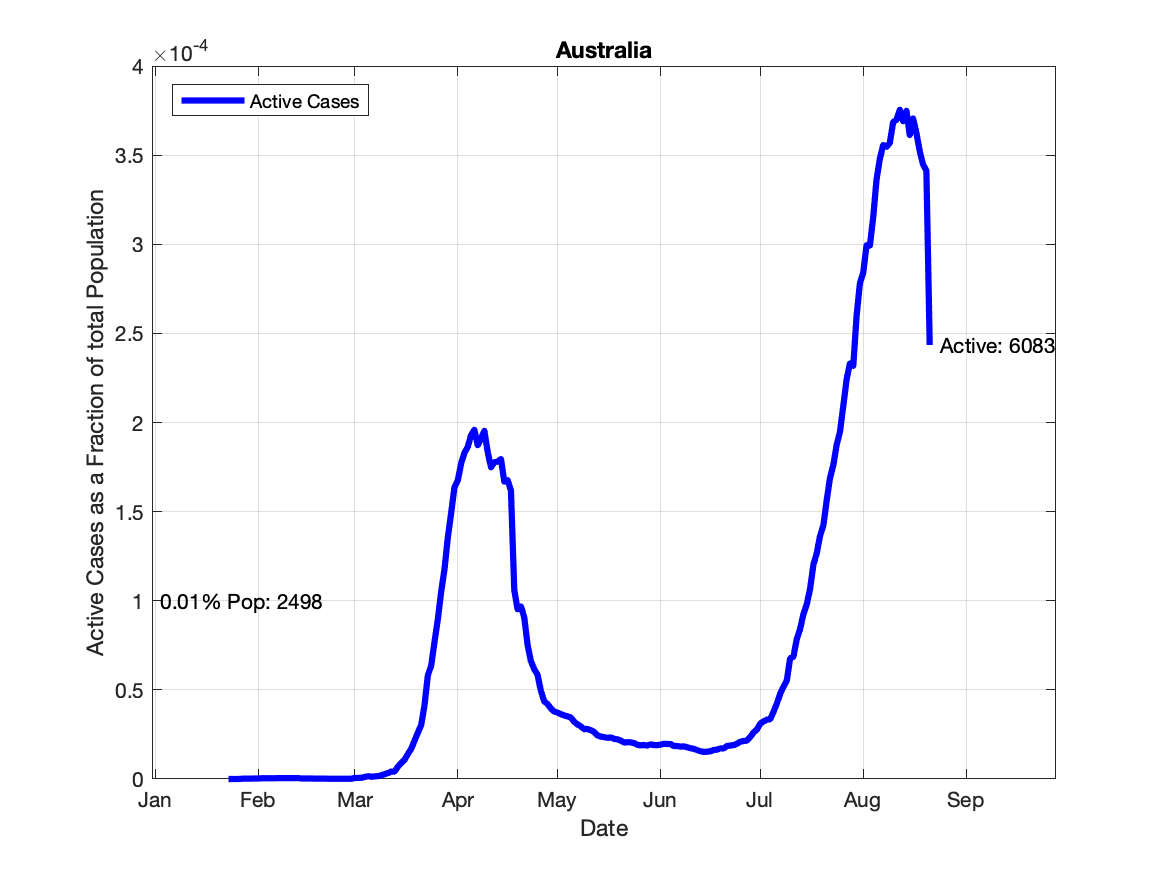 Australia
×10⁻⁴
4
3.5
3
2.5
2
1.5
1
0.5
0
Active Cases as a Fraction of total Population
Active Cases
0.01% Pop: 2498
Active: 6083
Jan Feb Mar Apr May Jun Jul Aug Sep
Date